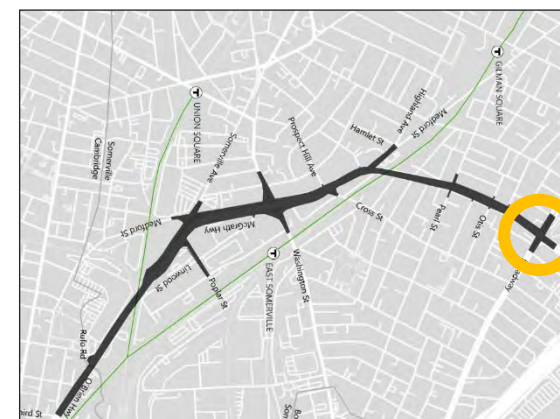 T
GILMAN SQUARE
T
UNION SQUARE
Highland Ave
Medford St
Hamlet St
Somerville
Cambridge
Somerville Ave
Prospect Hill Ave
Medford St
McGrath Hwy
Cross St
Pearl St
Otis St
Linwood St
T
EAST SOMERVILLE
Washington St
Poplar St
Rufo Rd
O'Brien Hwy